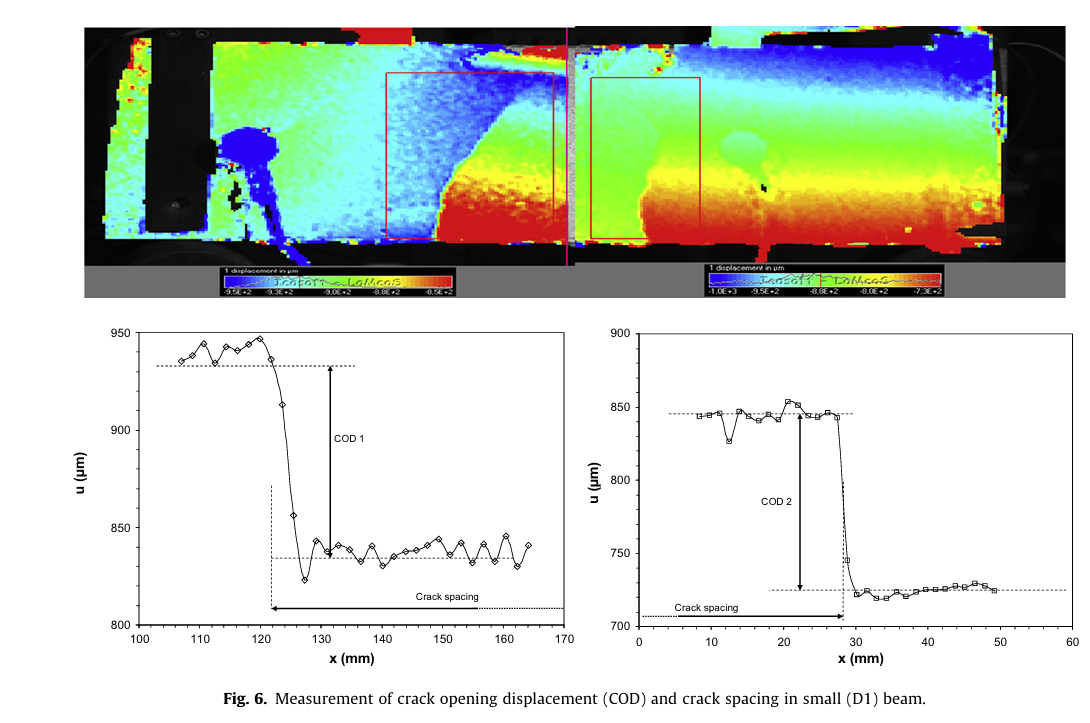 1 displacement in µm
-9,5E+2 -9,3E+2 -9,0E+2 -8,8E+2 -8,5E+2
1 displacement in µm
-1,0E+3 -9,5E+2 -8,8E+2 -8,0E+2 -7,3E+2
950
900
850
800
u (µm)
COD 1
Crack spacing
100 110 120 130 140 150 160 170
x (mm)
900
850
800
750
700
u (µm)
COD 2
Crack spacing
0 10 20 30 40 50 60
x (mm)
Fig. 6. Measurement of crack opening displacement (COD) and crack spacing in small (D1) beam.